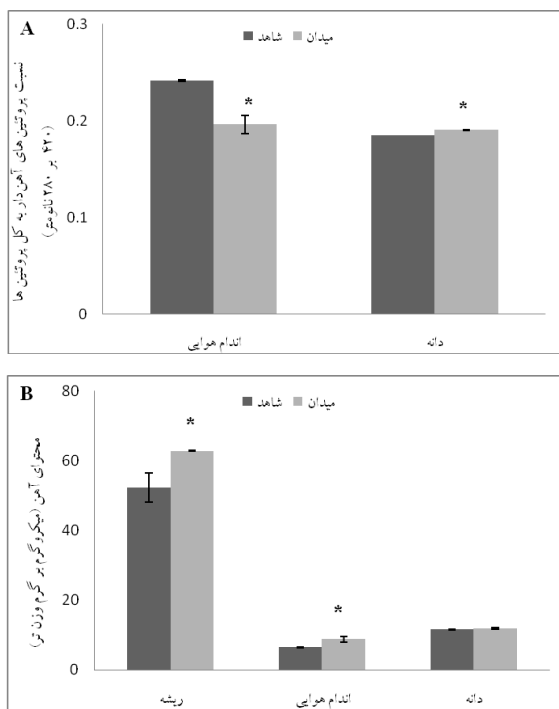 A
شاهد
میدان
0.3
0.2
0.1
0
*
*
نسبت پروتئین های آهن‌دار به کل پروتئین ها
(۴۲۰ بر ۲۸۰ نانومتر)
اندام هوایی
دانه
B
شاهد
میدان
80
60
40
20
0
*
*
محتوای آهن (میکروگرم بر گرم وزن تر)
ریشه
اندام هوایی
دانه